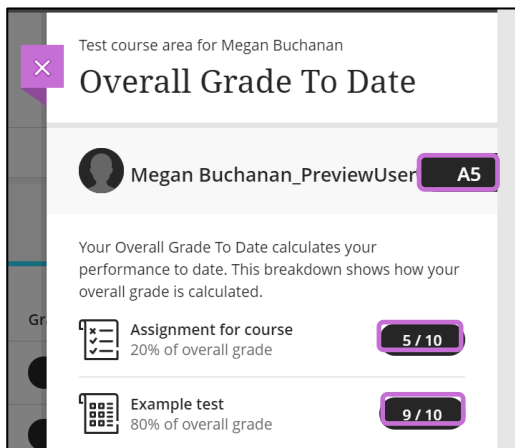 Test course area for Megan Buchanan
Overall Grade To Date
Megan Buchanan_PreviewUser A5
Your Overall Grade To Date calculates your
performance to date. This breakdown shows how your
overall grade is calculated.
Gr
Assignment for course
20% of overall grade
5 / 10
Example test
80% of overall grade
9 / 10